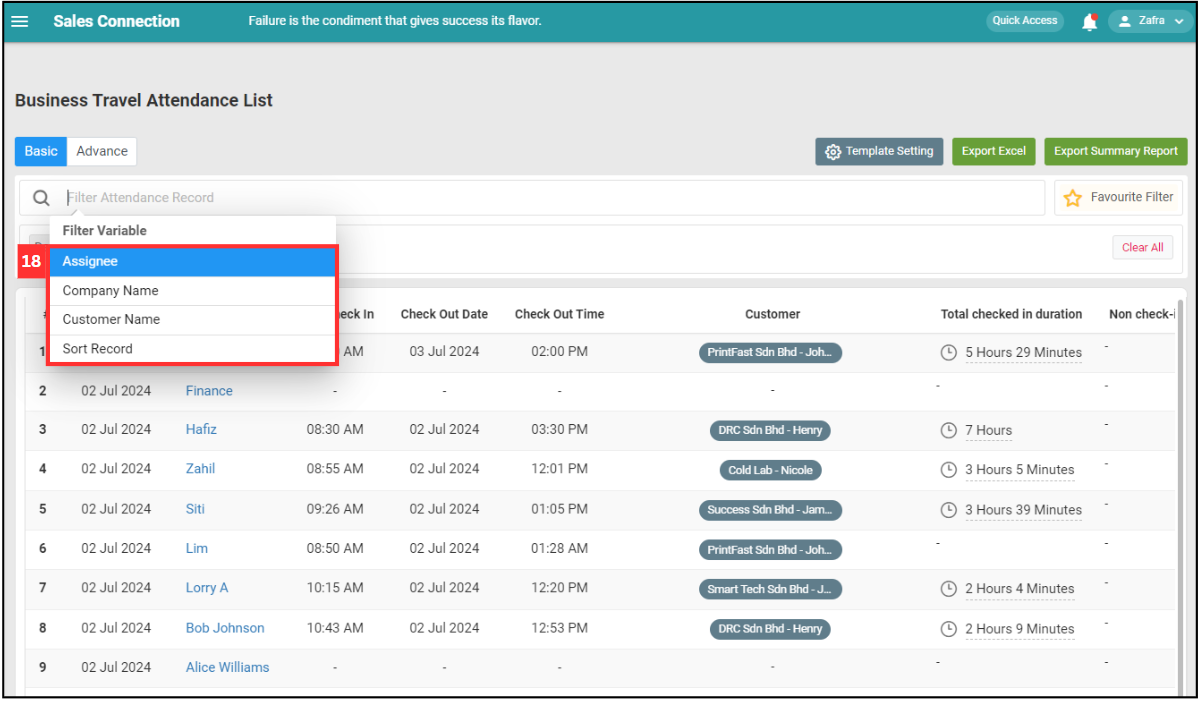 Sales Connection Failure is the condiment that gives success its flavor. Quick Access Zafra
Business Travel Attendance List
Basic Advance Template Setting Export Excel Export Summary Report
Filter Attendance Record Favourite Filter
Filter Variable
18 Assignee Clear All
Company Name
Customer Name
Sort Record
Check Out Date Check Out Time Customer Total checked in duration Non check-i
1 AM 03 Jul 2024 02:00 PM PrintFast Sdn Bhd - Joh... 5 Hours 29 Minutes -
2 02 Jul 2024 Finance - - - - - -
3 02 Jul 2024 Hafiz 08:30 AM 02 Jul 2024 03:30 PM DRC Sdn Bhd - Henry 7 Hours -
4 02 Jul 2024 Zahil 08:55 AM 02 Jul 2024 12:01 PM Cold Lab - Nicole 3 Hours 5 Minutes -
5 02 Jul 2024 Siti 09:26 AM 02 Jul 2024 01:05 PM Success Sdn Bhd - Jam... 3 Hours 39 Minutes -
6 02 Jul 2024 Lim 08:50 AM 02 Jul 2024 01:28 AM PrintFast Sdn Bhd - Joh... - -
7 02 Jul 2024 Lorry A 10:15 AM 02 Jul 2024 12:20 PM Smart Tech Sdn Bhd - J... 2 Hours 4 Minutes -
8 02 Jul 2024 Bob Johnson 10:43 AM 02 Jul 2024 12:53 PM DRC Sdn Bhd - Henry 2 Hours 9 Minutes -
9 02 Jul 2024 Alice Williams - - - - - -